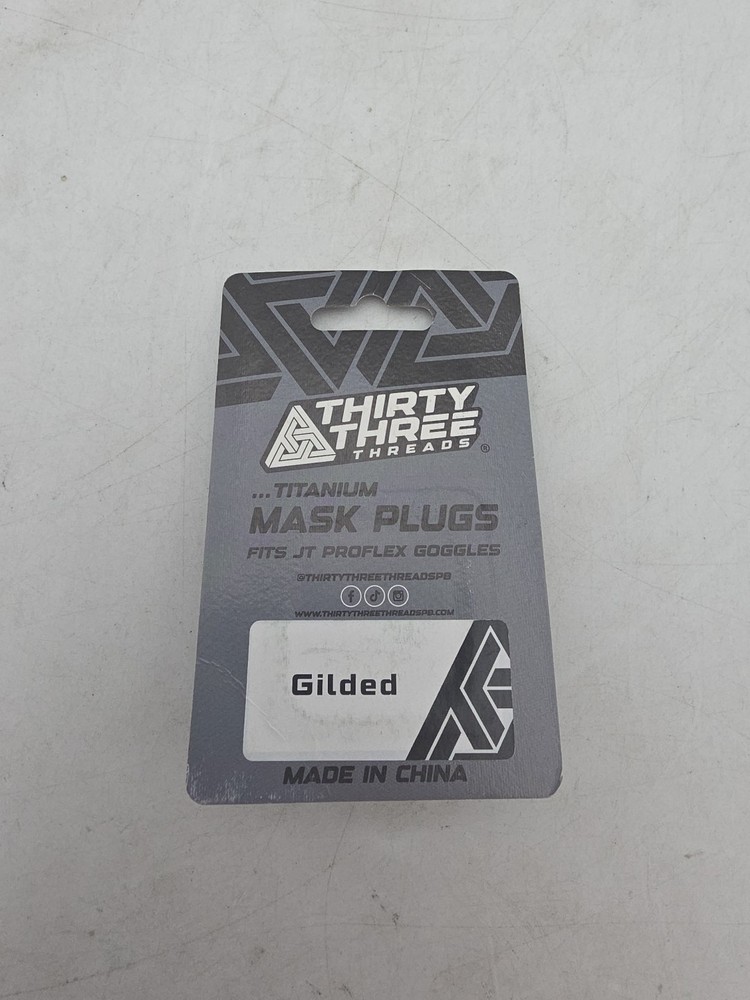 THIRTY
THREE
THREADS ®
...TITANIUM
MASK PLUGS
FITS JT PROFLEX GOGGLES
@THIRTYTHREETHREADSPB
WWW.THIRTYTHREETHREADSPB.COM
Gilded
MADE IN CHINA